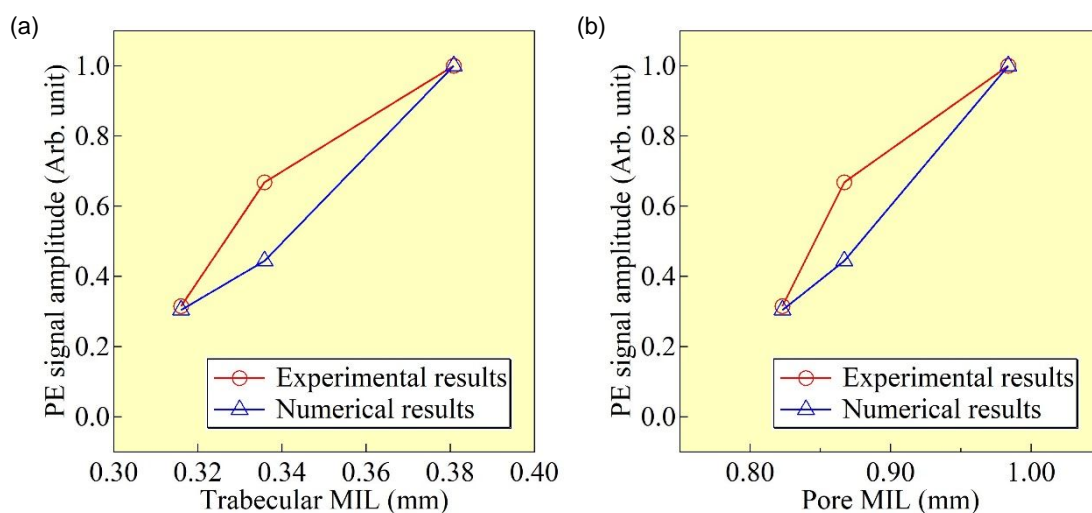 (a)
PE signal amplitude (Arb. unit)
1.0
0.8
0.6
0.4
0.2
0.0
Experimental results
Numerical results
0.30 0.32 0.34 0.36 0.38 0.40
Trabecular MIL (mm)
(b)
PE signal amplitude (Arb. unit)
1.0
0.8
0.6
0.4
0.2
0.0
Experimental results
Numerical results
0.80 0.90 1.00
Pore MIL (mm)